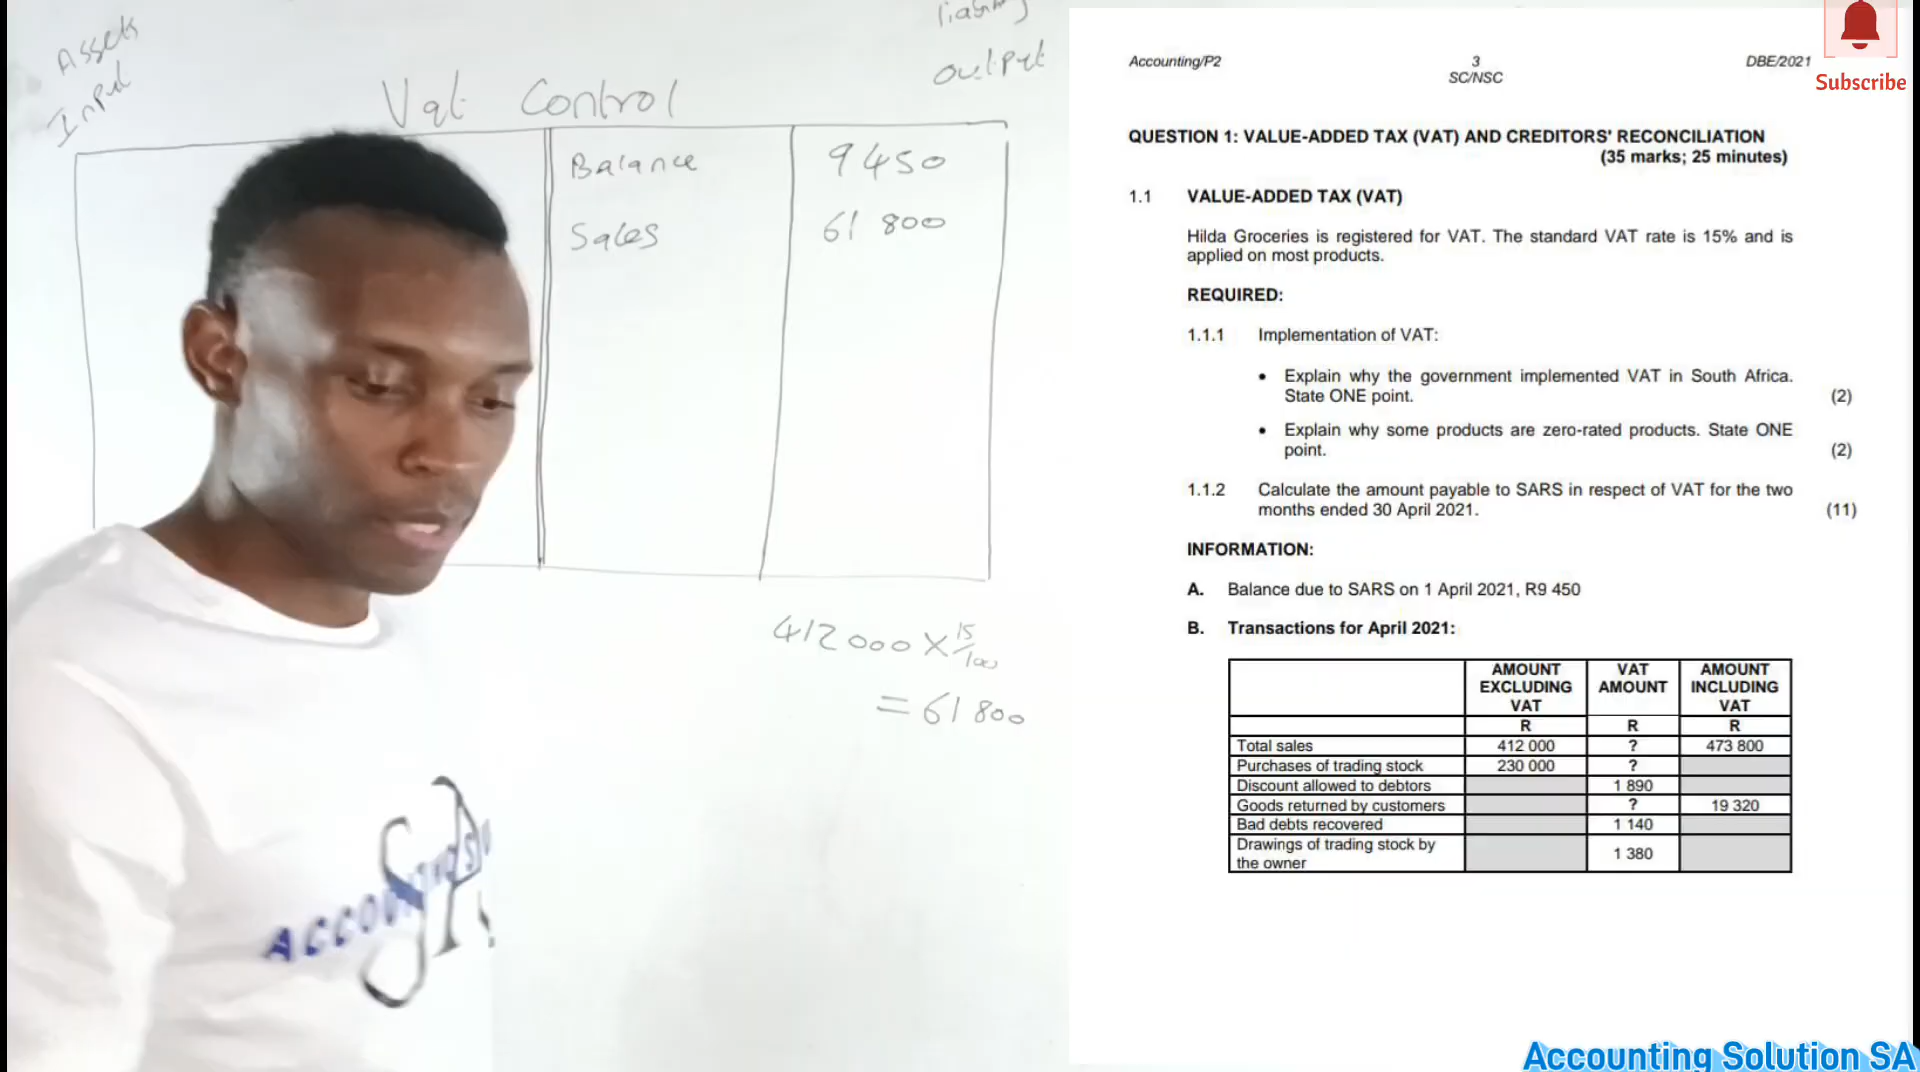 Assets
Input
liability
output
Vat Control
Balance 9450
Sales 61 800
412 000 × 15/100
= 61 800
Accounting/P2 3 DBE/2021
SC/NSC
Subscribe
QUESTION 1: VALUE-ADDED TAX (VAT) AND CREDITORS' RECONCILIATION
(35 marks; 25 minutes)
1.1 VALUE-ADDED TAX (VAT)
Hilda Groceries is registered for VAT. The standard VAT rate is 15% and is
applied on most products.
REQUIRED:
1.1.1 Implementation of VAT:
• Explain why the government implemented VAT in South Africa.
State ONE point. (2)
• Explain why some products are zero-rated products. State ONE
point. (2)
1.1.2 Calculate the amount payable to SARS in respect of VAT for the two
months ended 30 April 2021. (11)
INFORMATION:
A. Balance due to SARS on 1 April 2021, R9 450
B. Transactions for April 2021:
AMOUNT EXCLUDING VAT VAT AMOUNT AMOUNT INCLUDING VAT
R R R
Total sales 412 000 ? 473 800
Purchases of trading stock 230 000 ?
Discount allowed to debtors 1 890
Goods returned by customers ? 19 320
Bad debts recovered 1 140
Drawings of trading stock by
the owner 1 380
Accounting Solution SA